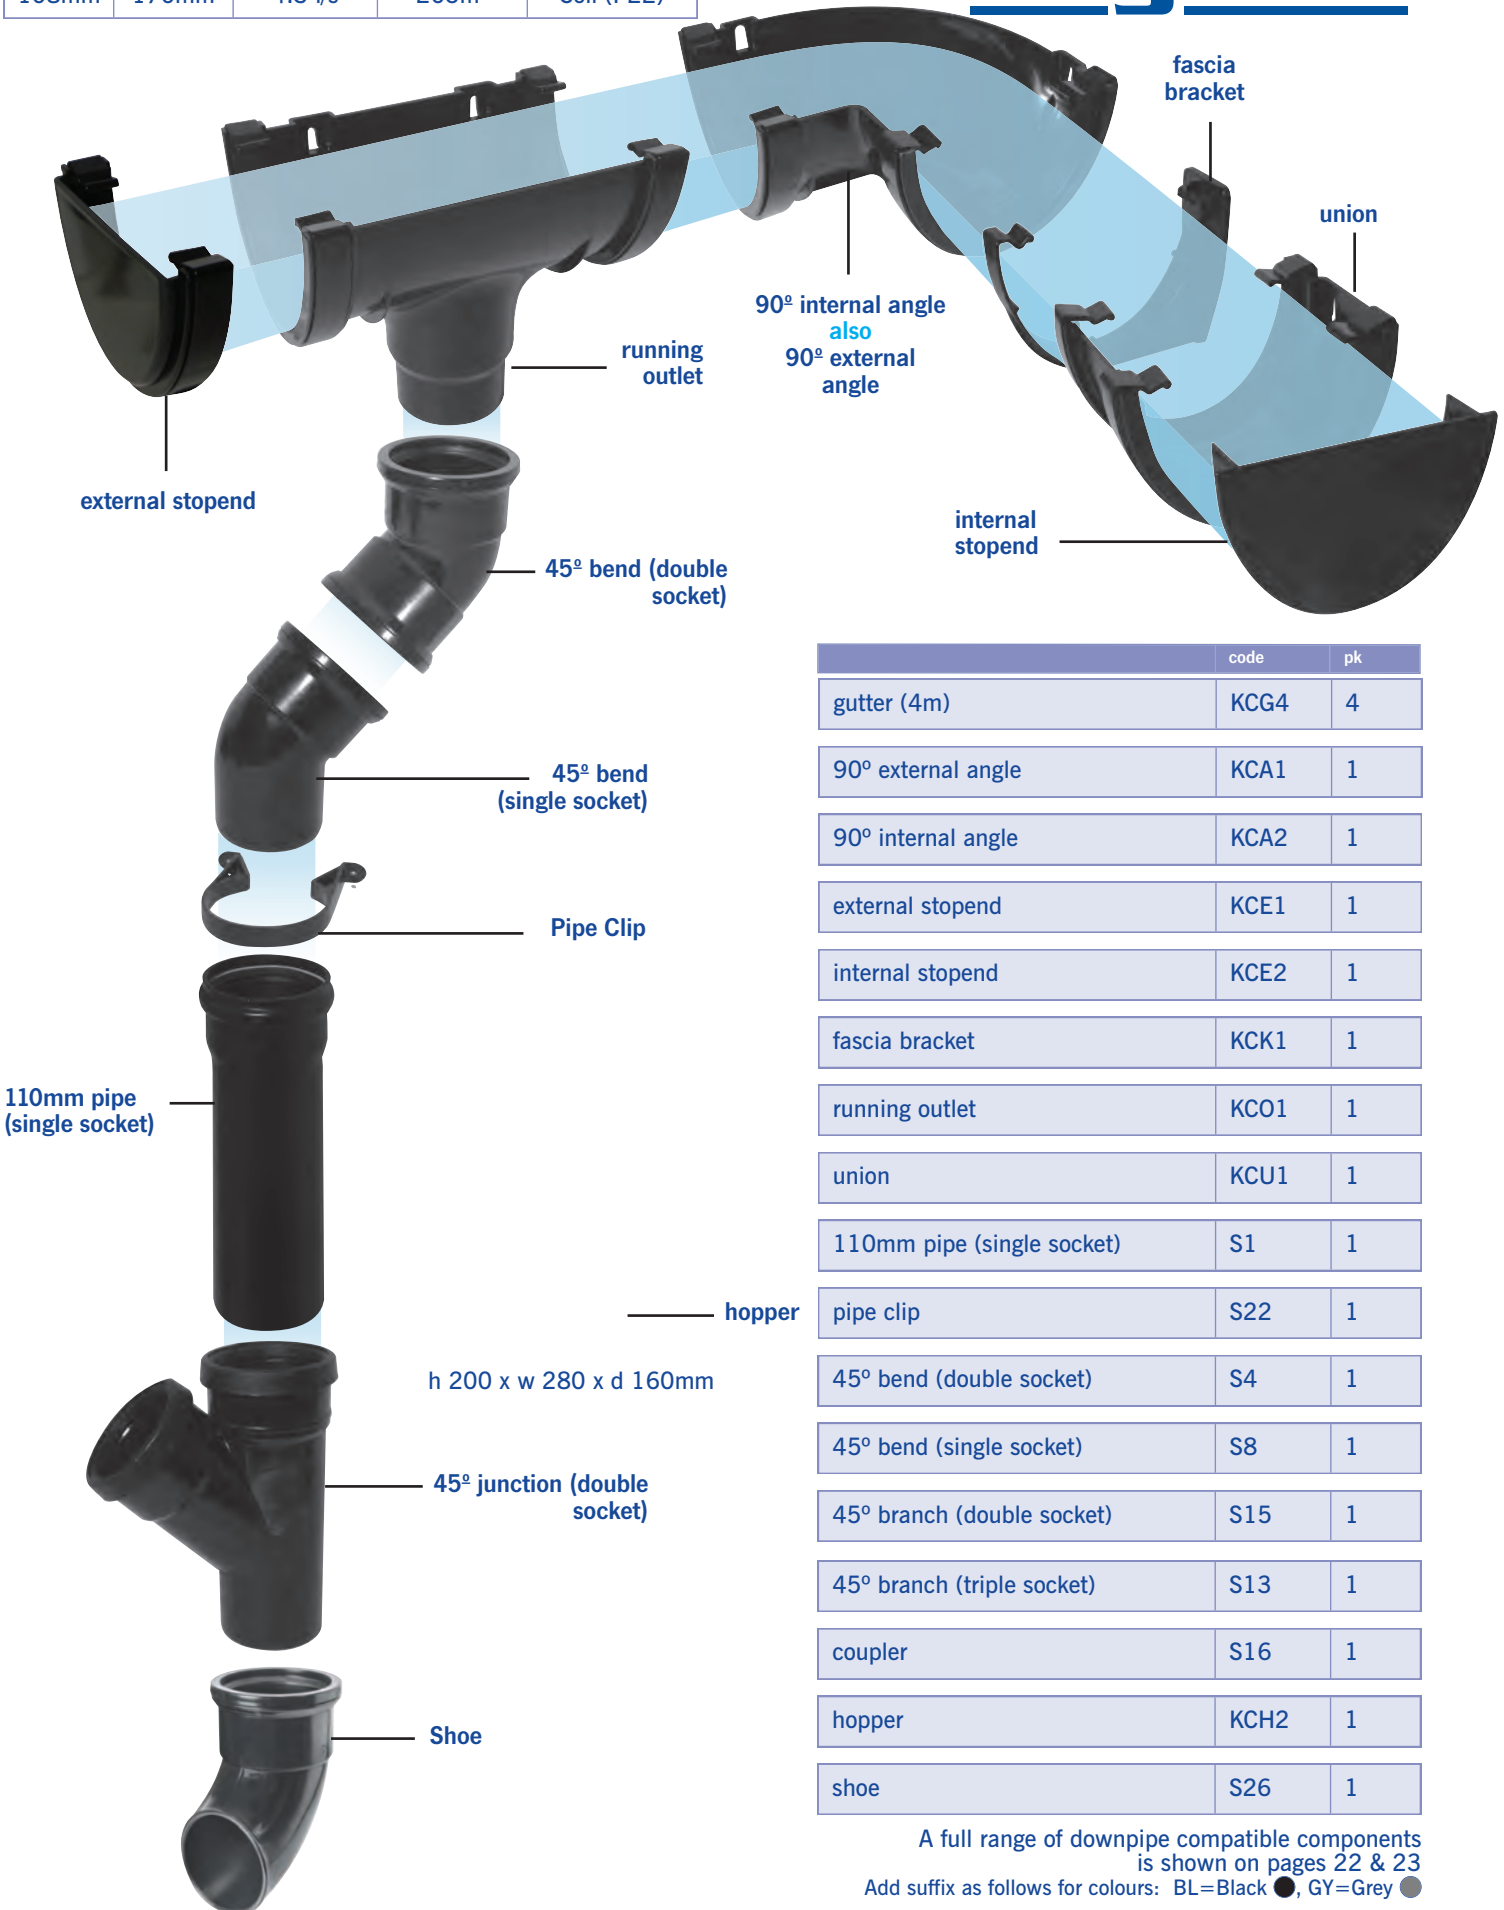 fascia
bracket
union
90º internal angle
also
90º external
angle
running
outlet
external stopend
internal
stopend
45º bend (double
socket)
45º bend
(single socket)
Pipe Clip
110mm pipe
(single socket)
hopper
h 200 x w 280 x d 160mm
45º junction (double
socket)
Shoe
code pk
gutter (4m) KCG4 4
90º external angle KCA1 1
90º internal angle KCA2 1
external stopend KCE1 1
internal stopend KCE2 1
fascia bracket KCK1 1
running outlet KCO1 1
union KCU1 1
110mm pipe (single socket) S1 1
pipe clip S22 1
45º bend (double socket) S4 1
45º bend (single socket) S8 1
45º branch (double socket) S15 1
45º branch (triple socket) S13 1
coupler S16 1
hopper KCH2 1
shoe S26 1
A full range of downpipe compatible components
is shown on pages 22 & 23
Add suffix as follows for colours: BL=Black , GY=Grey